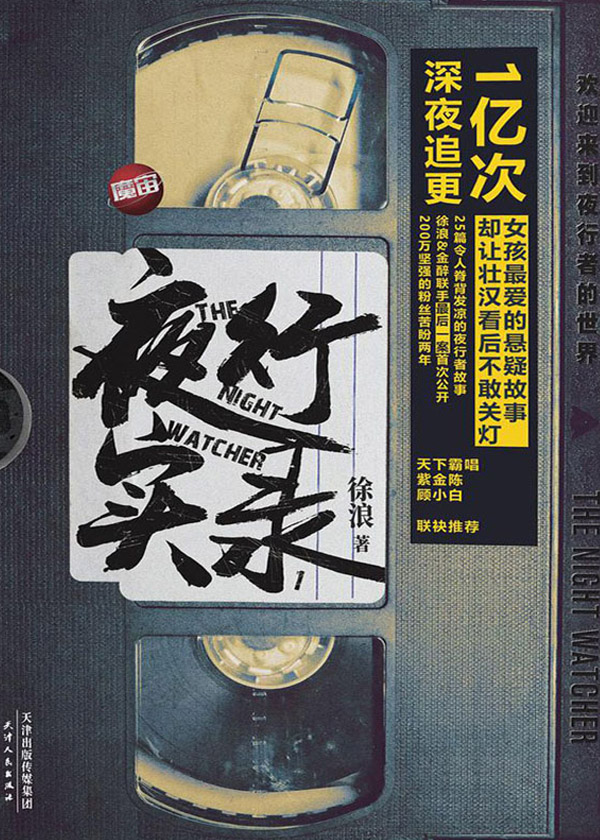 1亿次
深夜追更
女孩最爱的悬疑故事
却让壮汉看后不敢关灯
25篇令人脊背发凉的夜行者故事
徐浪&金醉联手最后一案首次公开
200万坚强的粉丝苦盼两年
天下霸唱
紫金陈
顾小白
联袂推荐
魔宙
夜行
THE
NIGHT
WATCHER
实录
1
徐浪 著
欢迎来到夜行者的世界
THE NIGHT WATCHER
天津出版传媒集团
天津人民出版社